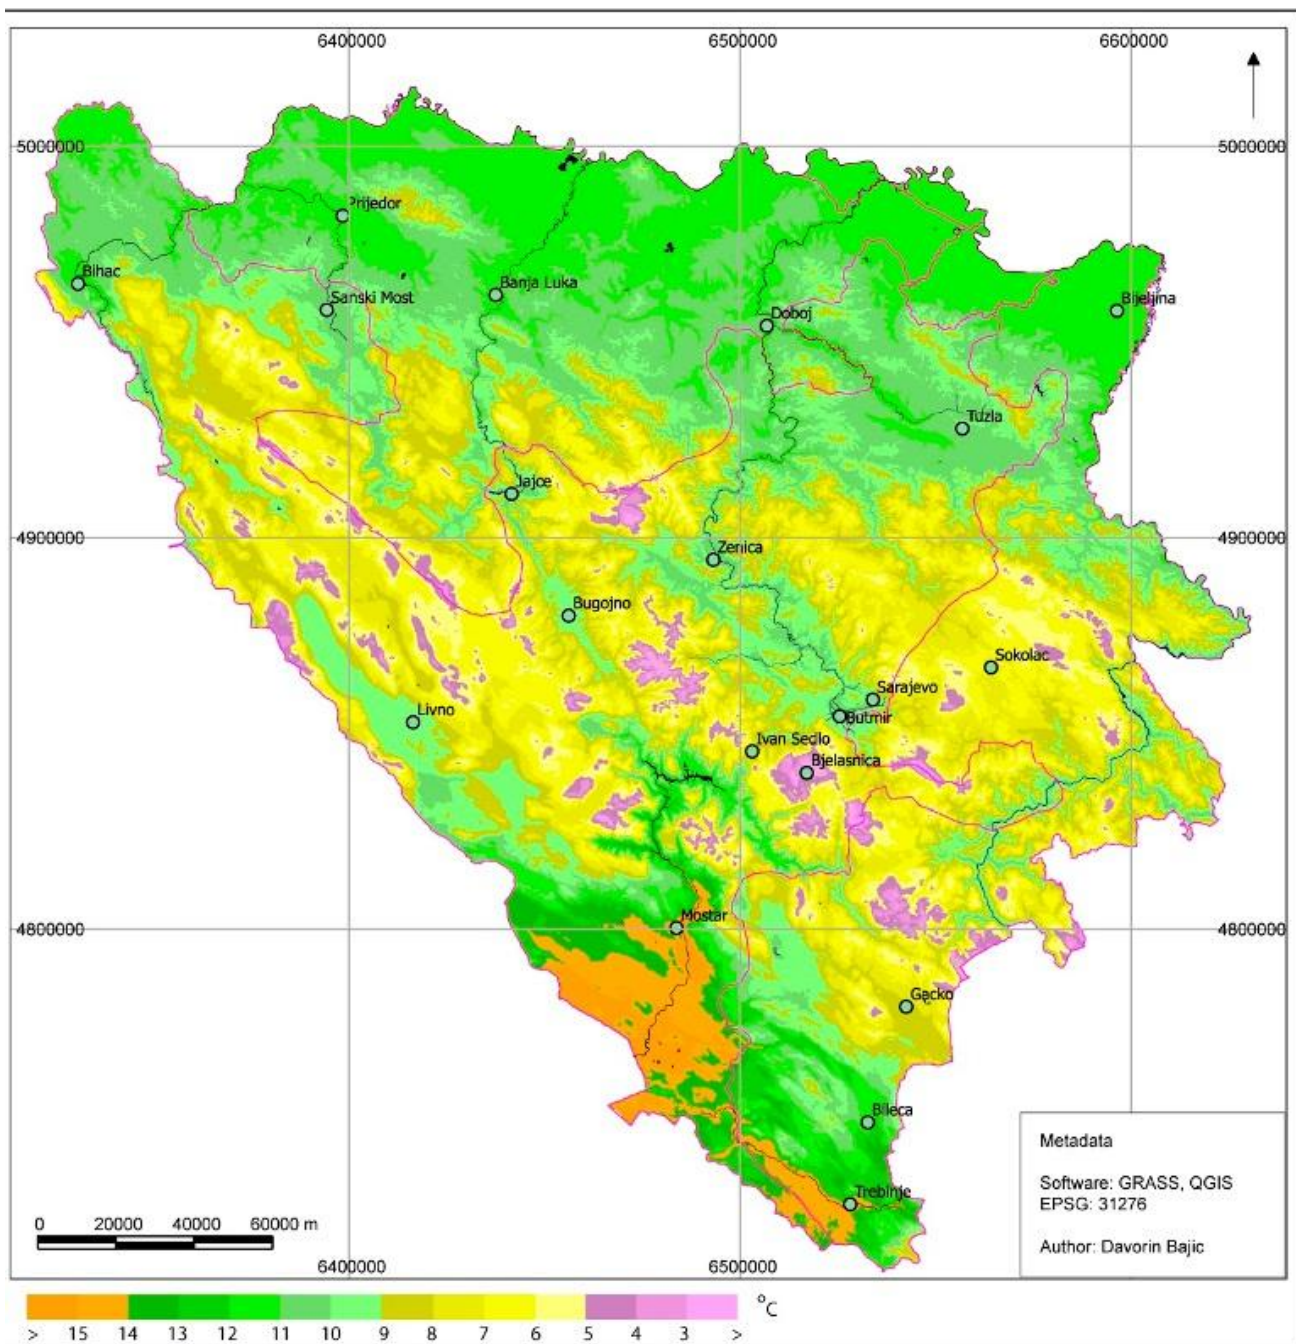 6400000 6500000 6600000
5000000 5000000
Prijedor
Bihac
Sanski Most
Banja Luka
Doboj
Bijeljina
Tuzla
Jajce
4900000 4900000
Zenica
Bugojno
Sokolac
Sarajevo
Livno
Butmir
Ivan Sedlo
Bjelasnica
Mostar
4800000 4800000
Gacko
Bileca
Metadata
Software: GRASS, QGIS
EPSG: 31276
Author: Davorin Bajic
Trebinje
0 20000 40000 60000 m
6400000 6500000
> 15 14 13 12 11 10 9 8 7 6 5 4 3 > °C